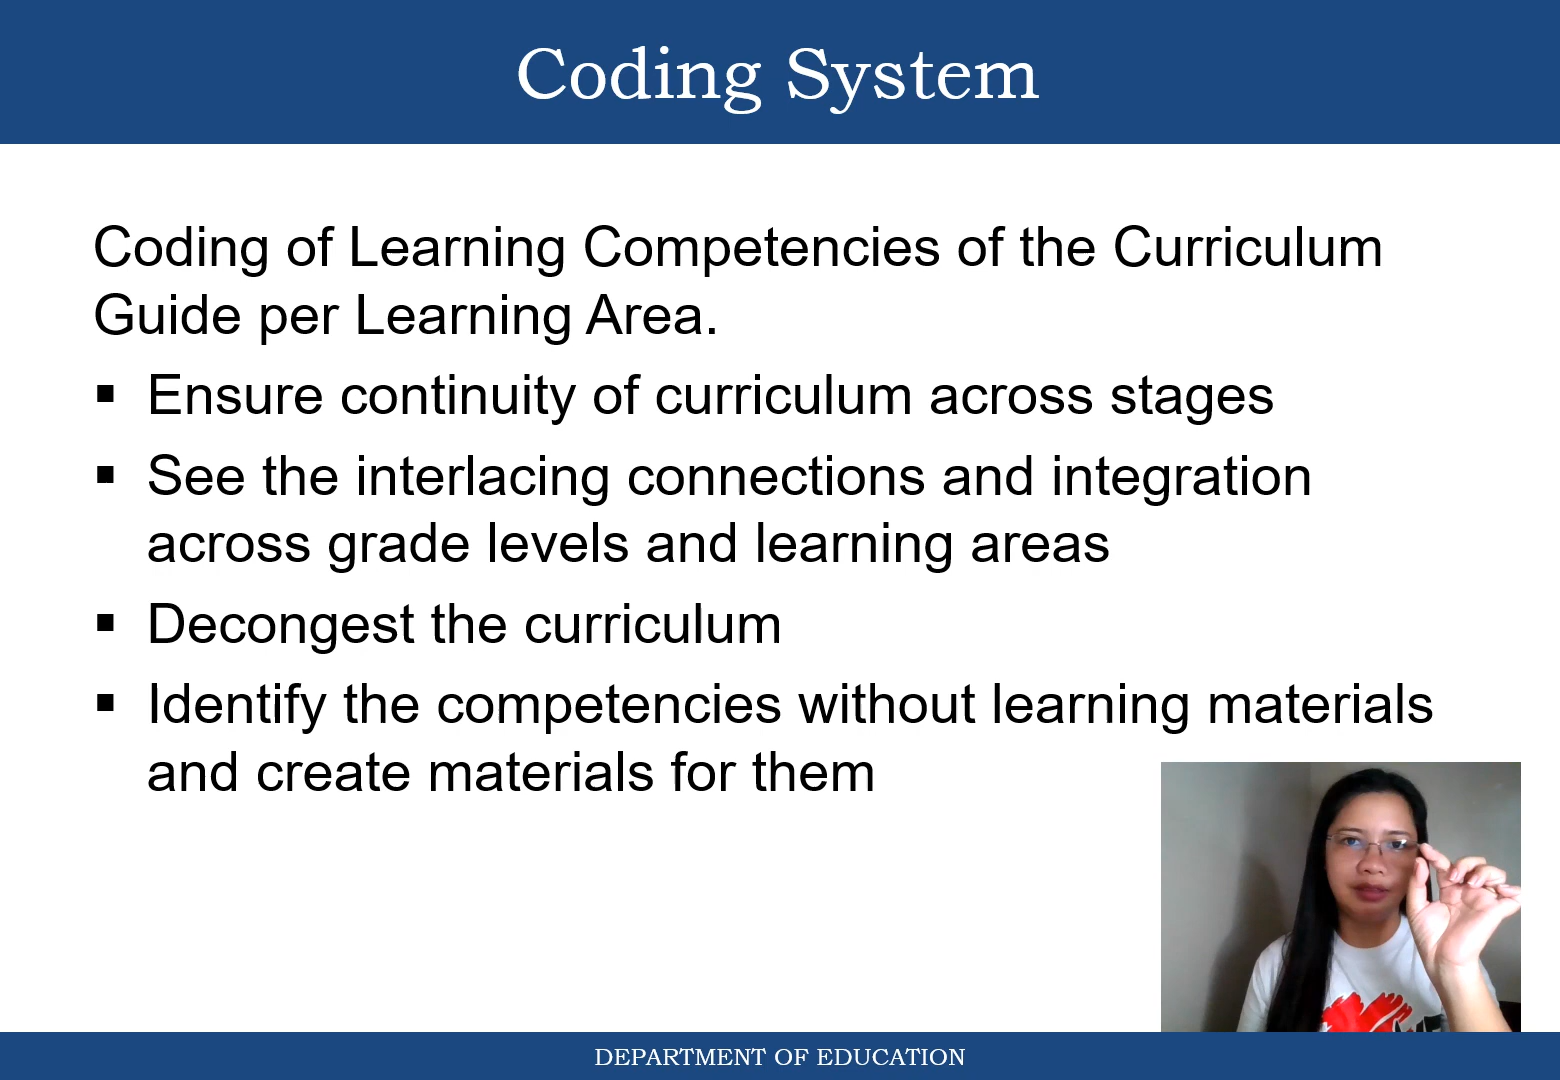 Coding System
Coding of Learning Competencies of the Curriculum
Guide per Learning Area.
▪ Ensure continuity of curriculum across stages
▪ See the interlacing connections and integration
across grade levels and learning areas
▪ Decongest the curriculum
▪ Identify the competencies without learning materials
and create materials for them
DEPARTMENT OF EDUCATION